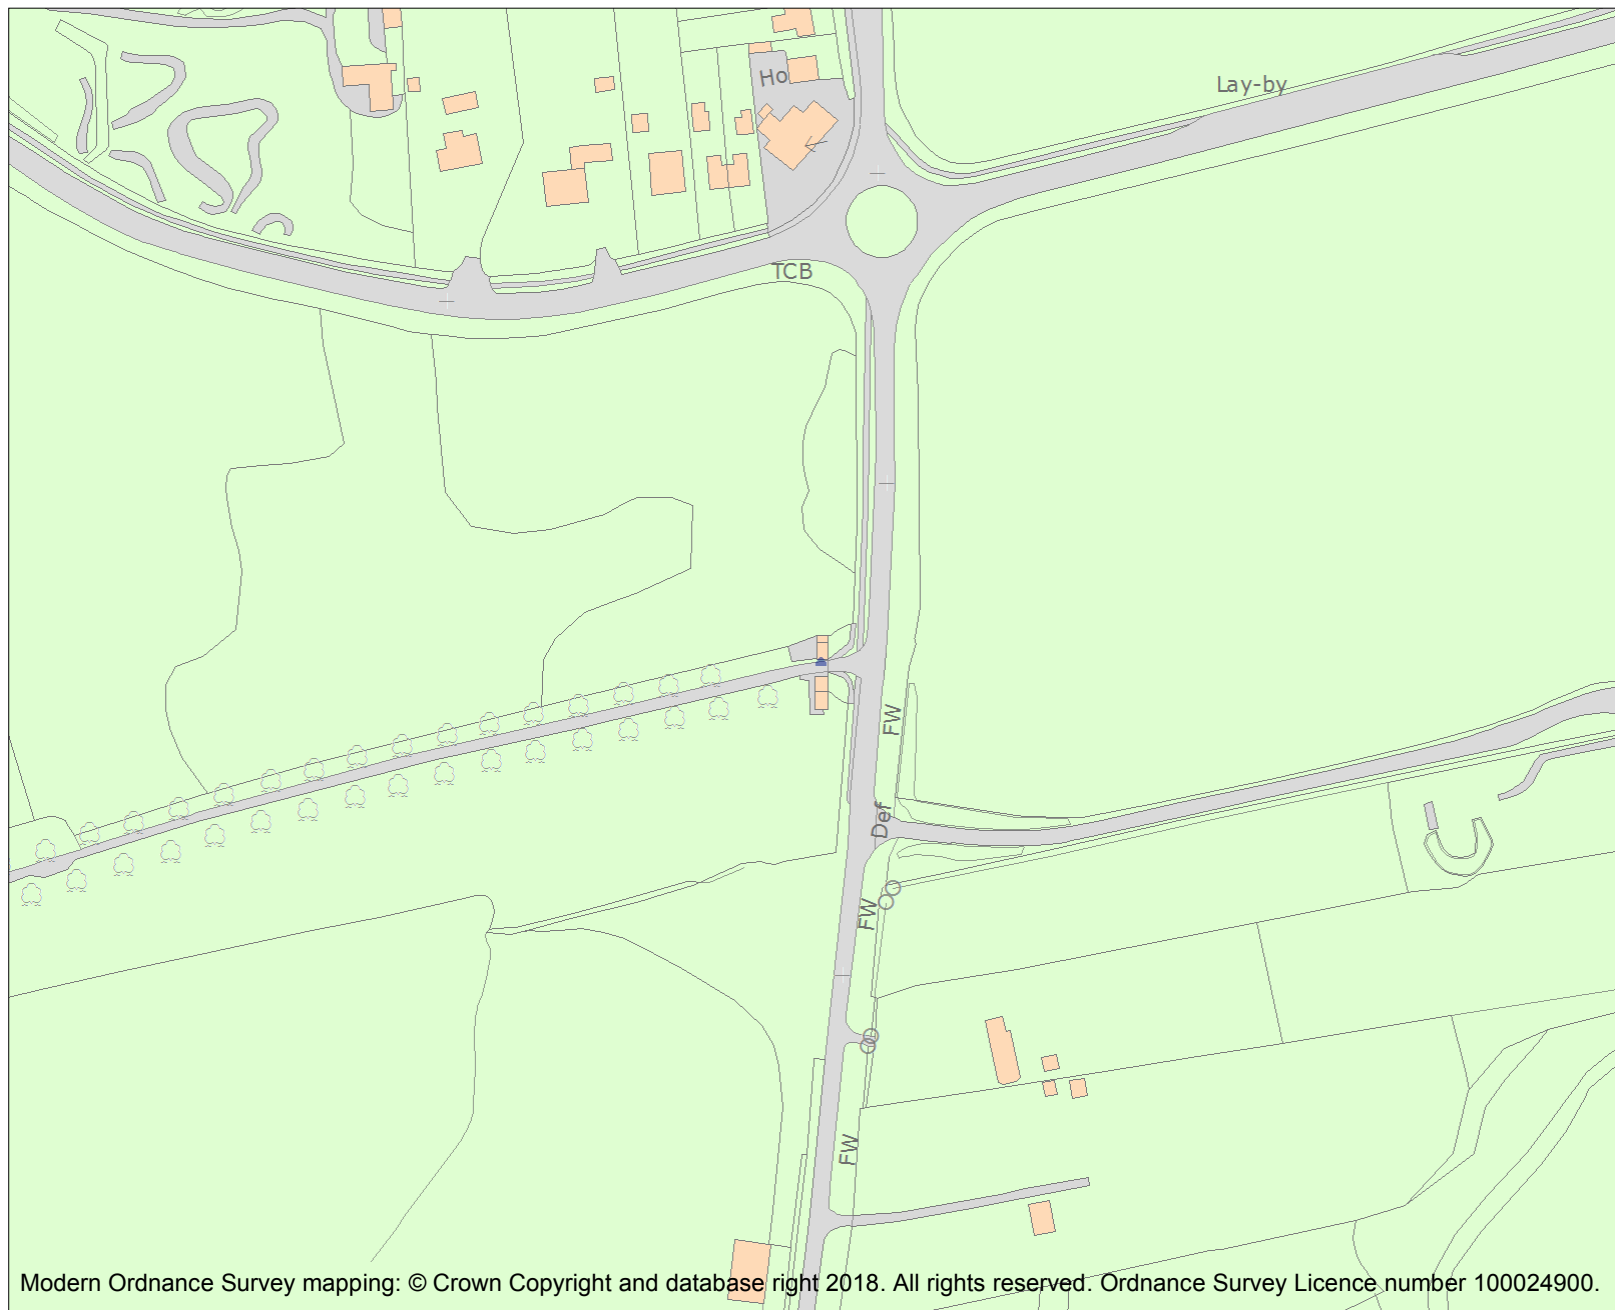 Lay-by
Ho
TCB
FW
Def
FW
FW
Modern Ordnance Survey mapping: © Crown Copyright and database right 2018. All rights reserved. Ordnance Survey Licence number 100024900.